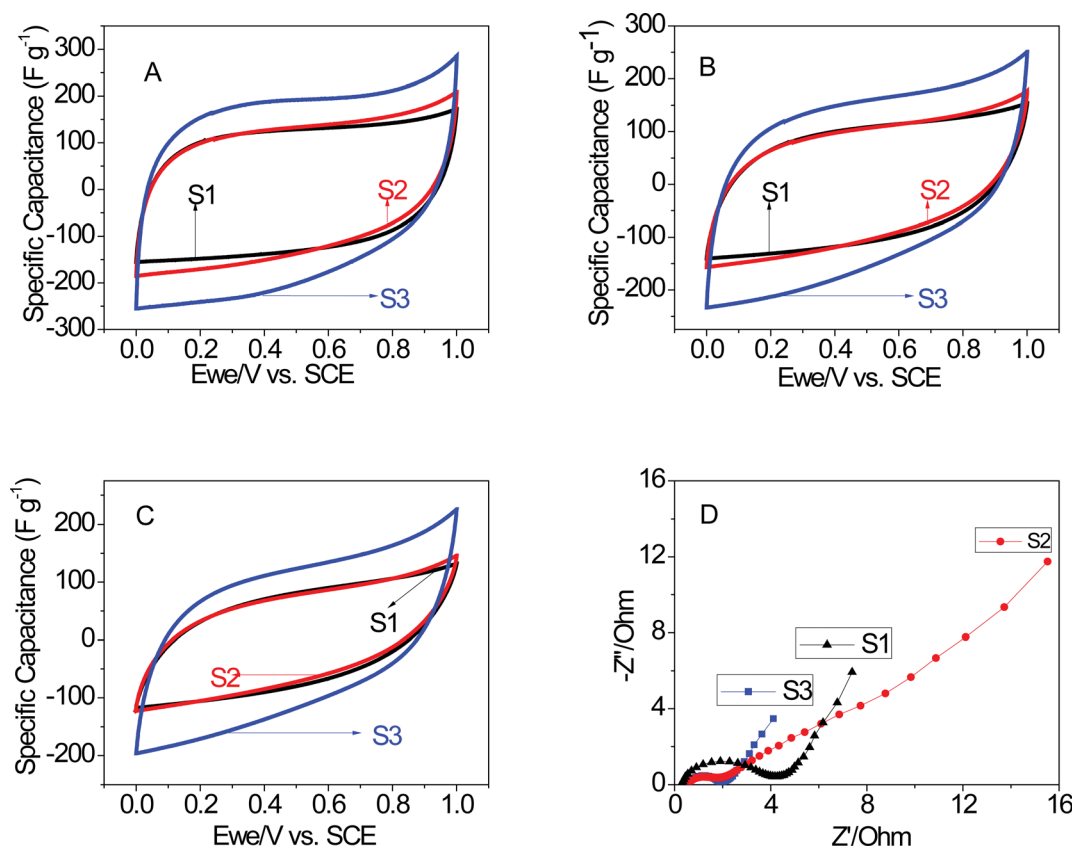 A
Specific Capacitance (F g⁻¹)
300
200
100
0
-100
-200
-300
S1
S2
S3
0.0 0.2 0.4 0.6 0.8 1.0
Ewe/V vs. SCE
B
Specific Capacitance (F g⁻¹)
300
200
100
0
-100
-200
S1
S2
S3
0.0 0.2 0.4 0.6 0.8 1.0
Ewe/V vs. SCE
C
Specific Capacitance (F g⁻¹)
200
100
0
-100
-200
S1
S2
S3
0.0 0.2 0.4 0.6 0.8 1.0
Ewe/V vs. SCE
D
-Z"/Ohm
16
12
8
4
0
S2
S1
S3
0 4 8 12 16
Z'/Ohm